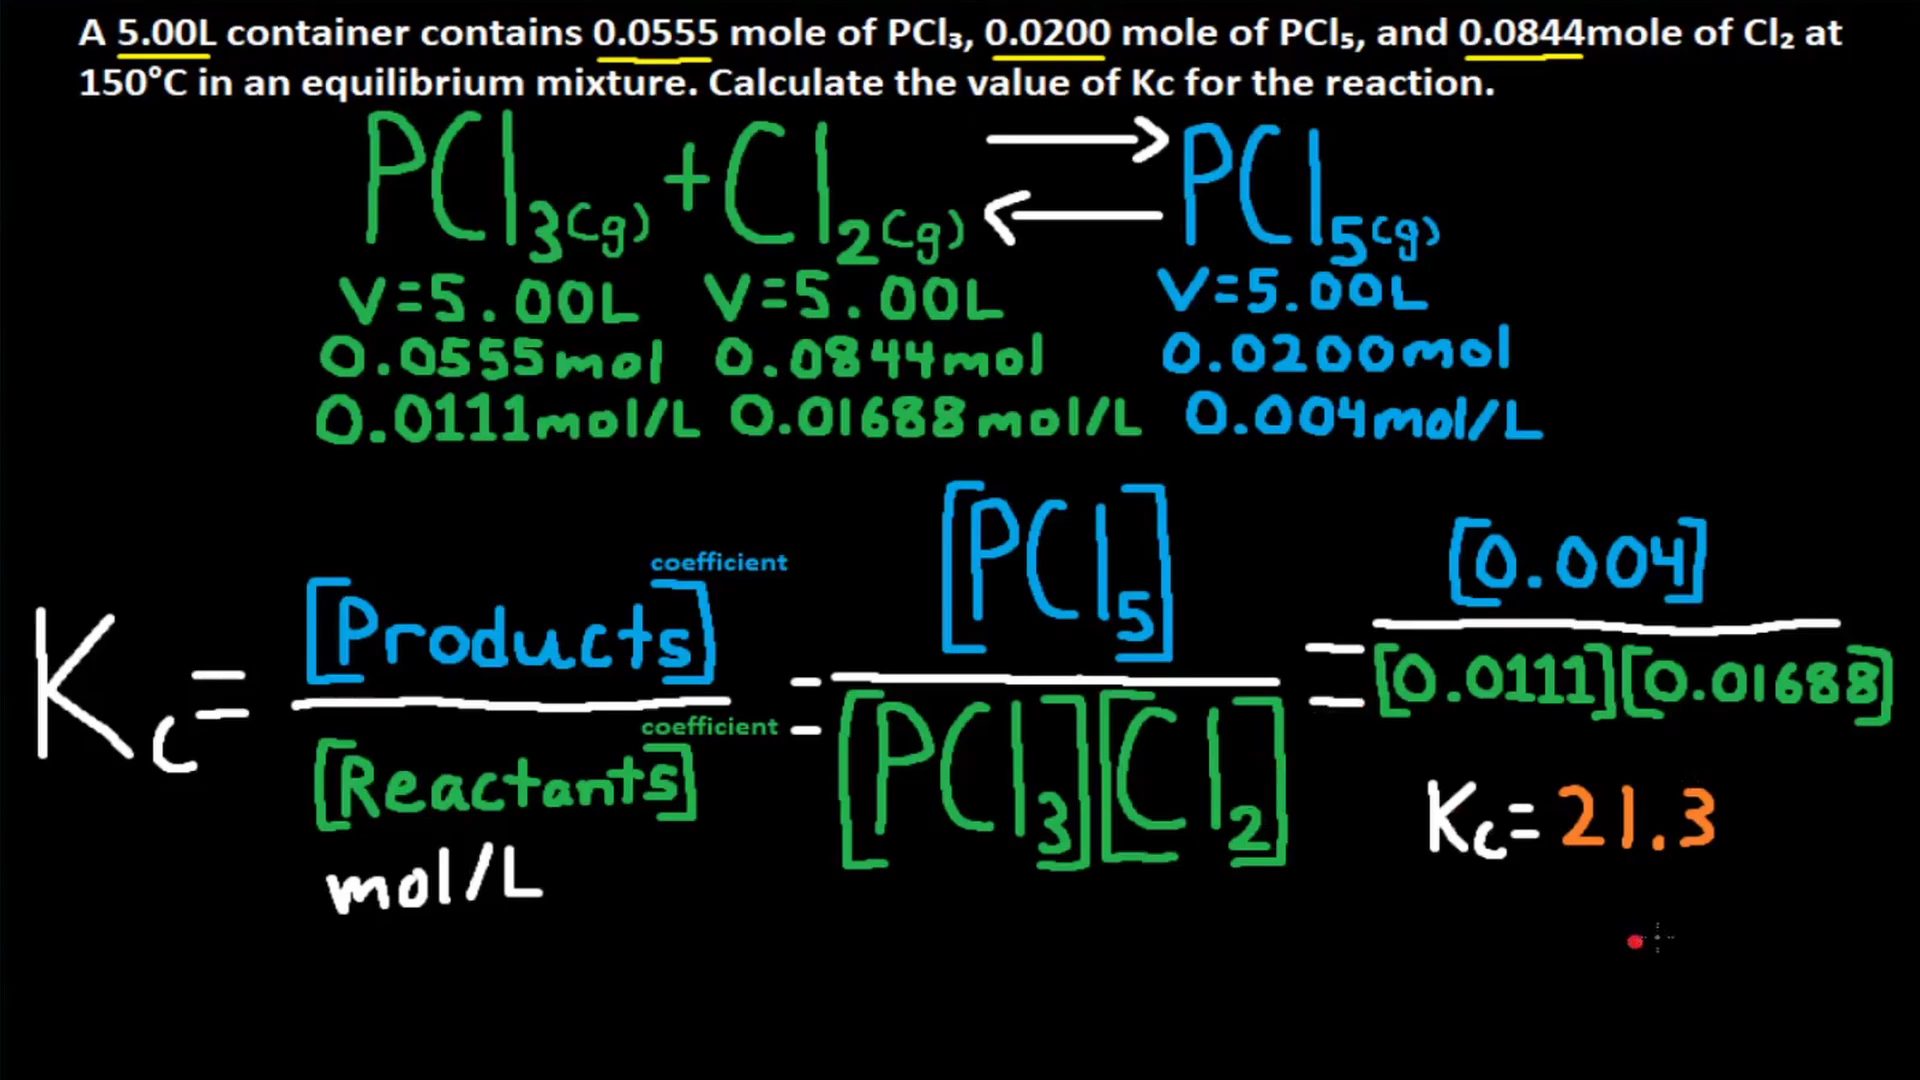 A 5.00L container contains 0.0555 mole of PCl₃, 0.0200 mole of PCl₅, and 0.0844mole of Cl₂ at
150°C in an equilibrium mixture. Calculate the value of Kc for the reaction.
PCl₃(g) + Cl₂(g) ⇄ PCl₅(g)
V=5.00L V=5.00L V=5.00L
0.0555mol 0.0844mol 0.0200mol
0.0111mol/L 0.01688mol/L 0.004mol/L
Kc = [Products]coefficient / [Reactants]coefficient = [PCl₅] / [PCl₃][Cl₂] = [0.004] / [0.0111][0.01688]
Kc=21.3
mol/L